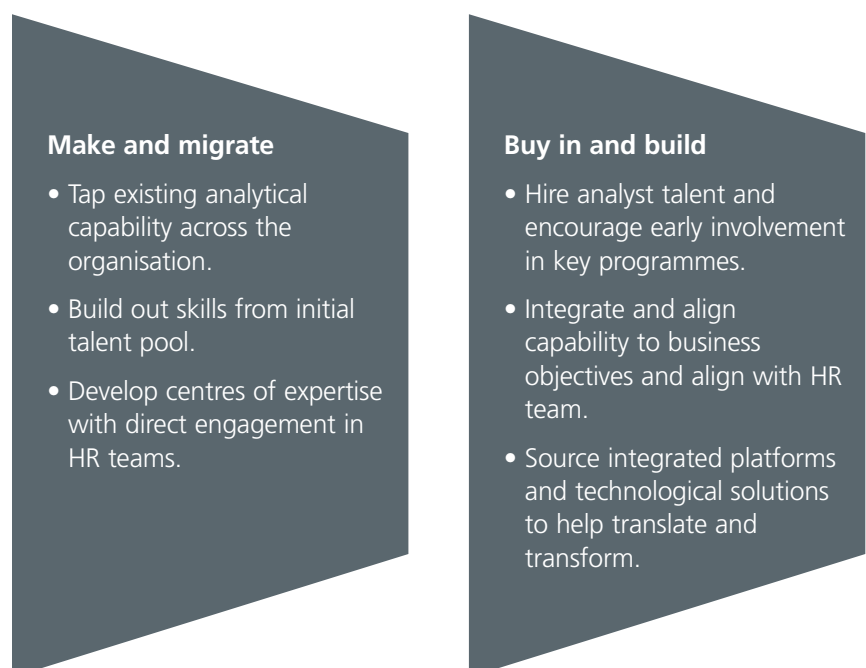 Make and migrate
• Tap existing analytical
capability across the
organisation.
• Build out skills from initial
talent pool.
• Develop centres of expertise
with direct engagement in
HR teams.
Buy in and build
• Hire analyst talent and
encourage early involvement
in key programmes.
• Integrate and align
capability to business
objectives and align with HR
team.
• Source integrated platforms
and technological solutions
to help translate and
transform.